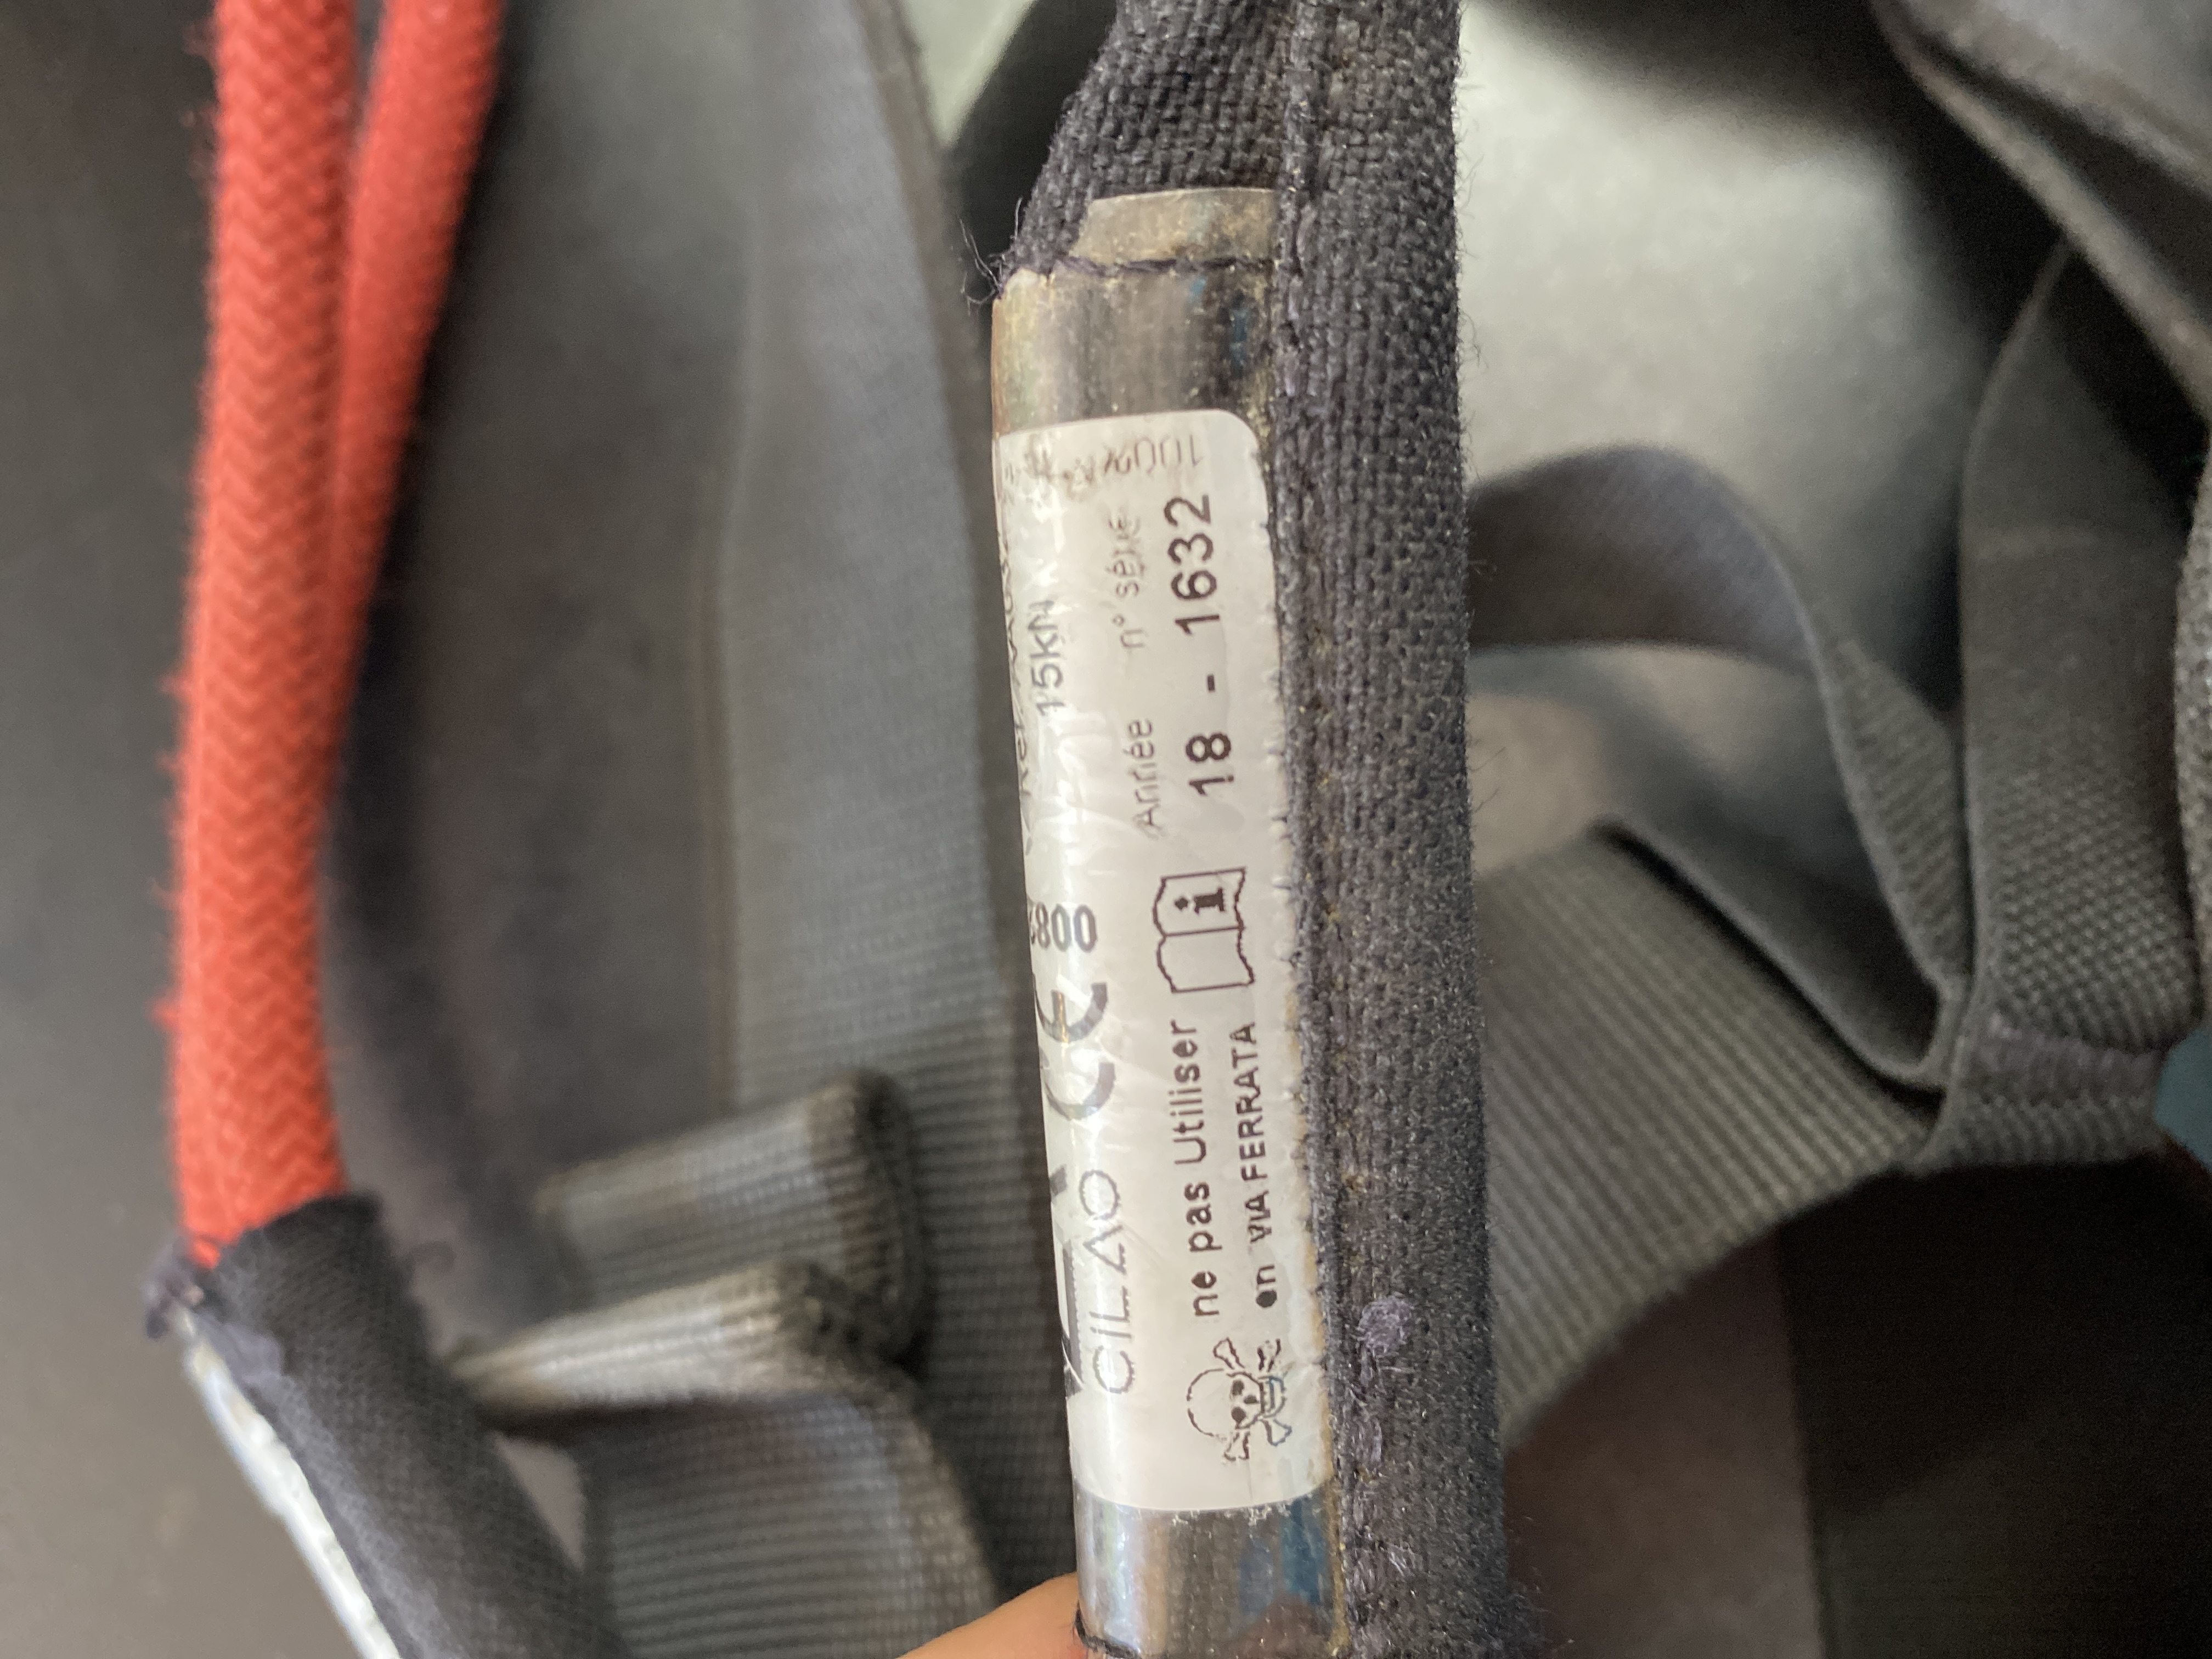 CILAO CE 0082
15kN
Année n° série
18 - 1632
ne pas Utiliser
en VIA FERRATA
i